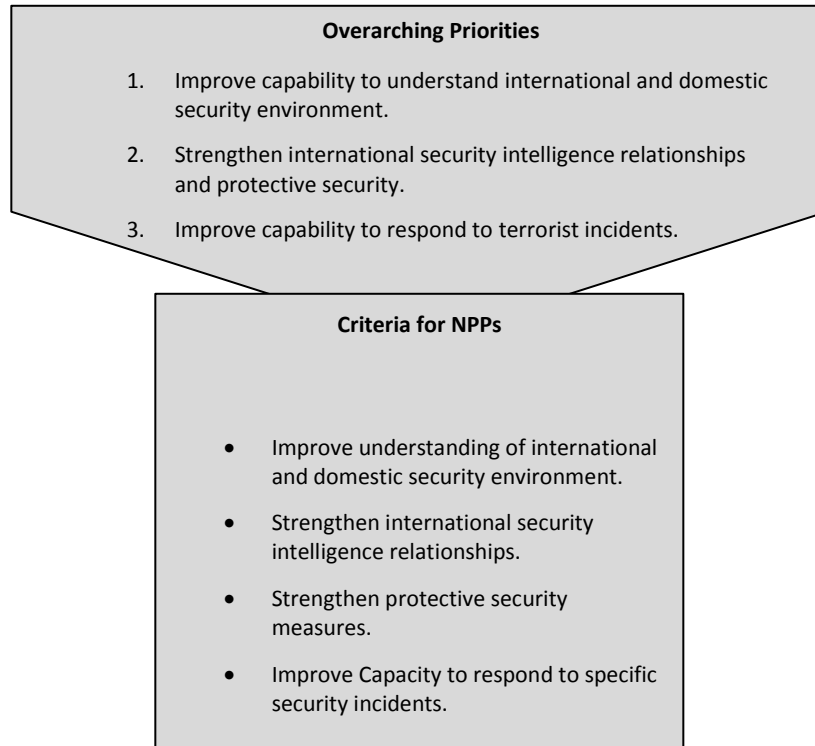 Overarching Priorities
1. Improve capability to understand international and domestic
security environment.
2. Strengthen international security intelligence relationships
and protective security.
3. Improve capability to respond to terrorist incidents.
Criteria for NPPs
• Improve understanding of international
and domestic security environment.
• Strengthen international security
intelligence relationships.
• Strengthen protective security
measures.
• Improve Capacity to respond to specific
security incidents.